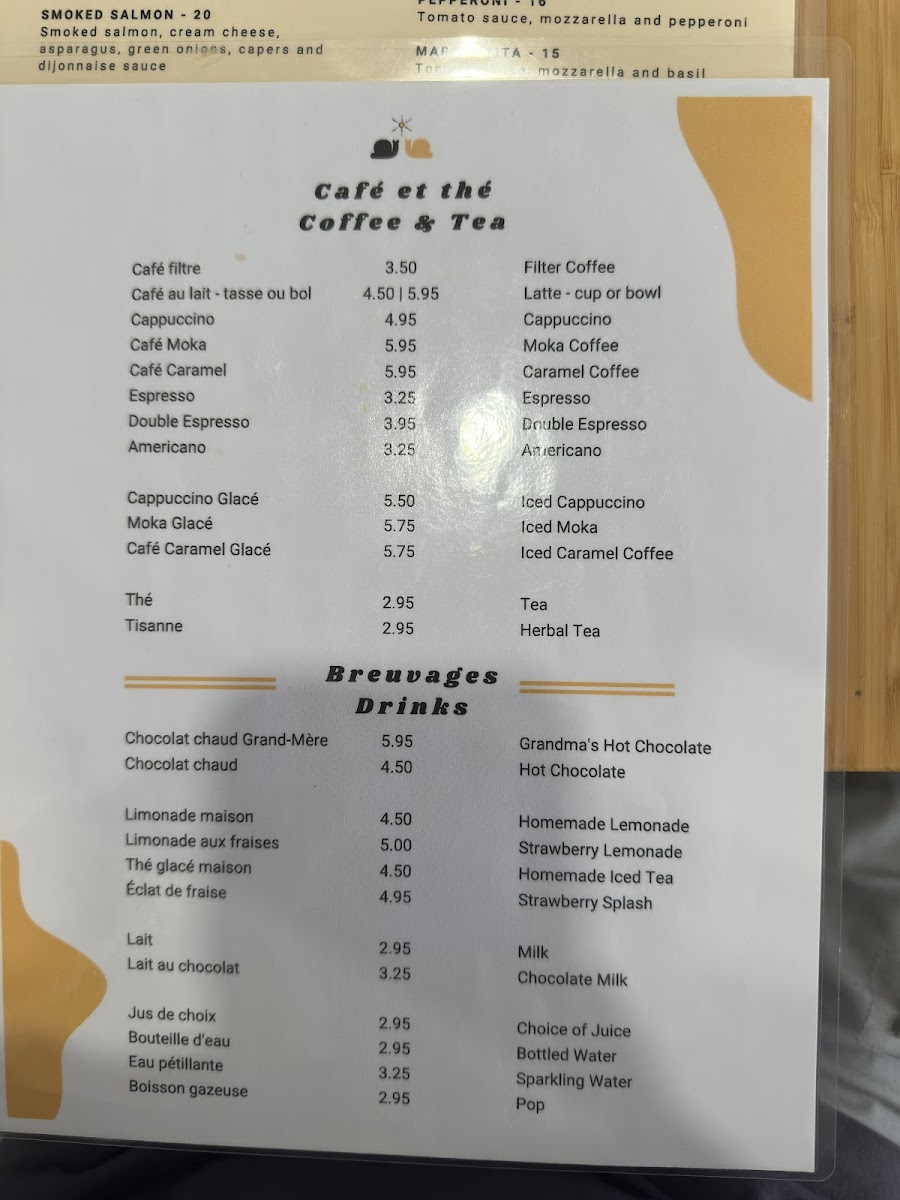 SMOKED SALMON - 20
Smoked salmon, cream cheese,
asparagus, green onions, capers and
dijonnaise sauce
PEPPERONI - 16
Tomato sauce, mozzarella and pepperoni
- 15
mozzarella and basil
Café et thé
Coffee & Tea
Café filtre 3.50 Filter Coffee
Café au lait - tasse ou bol 4.50 | 5.95 Latte - cup or bowl
Cappuccino 4.95 Cappuccino
Café Moka 5.95 Moka Coffee
Café Caramel 5.95 Caramel Coffee
Espresso 3.25 Espresso
Double Espresso 3.95 Double Espresso
Americano 3.25 Americano
Cappuccino Glacé 5.50 Iced Cappuccino
Moka Glacé 5.75 Iced Moka
Café Caramel Glacé 5.75 Iced Caramel Coffee
Thé 2.95 Tea
Tisanne 2.95 Herbal Tea
Breuvages
Drinks
Chocolat chaud Grand-Mère 5.95 Grandma's Hot Chocolate
Chocolat chaud 4.50 Hot Chocolate
Limonade maison 4.50 Homemade Lemonade
Limonade aux fraises 5.00 Strawberry Lemonade
Thé glacé maison 4.50 Homemade Iced Tea
Éclat de fraise 4.95 Strawberry Splash
Lait 2.95 Milk
Lait au chocolat 3.25 Chocolate Milk
Jus de choix 2.95 Choice of Juice
Bouteille d'eau 2.95 Bottled Water
Eau pétillante 3.25 Sparkling Water
Boisson gazeuse 2.95 Pop